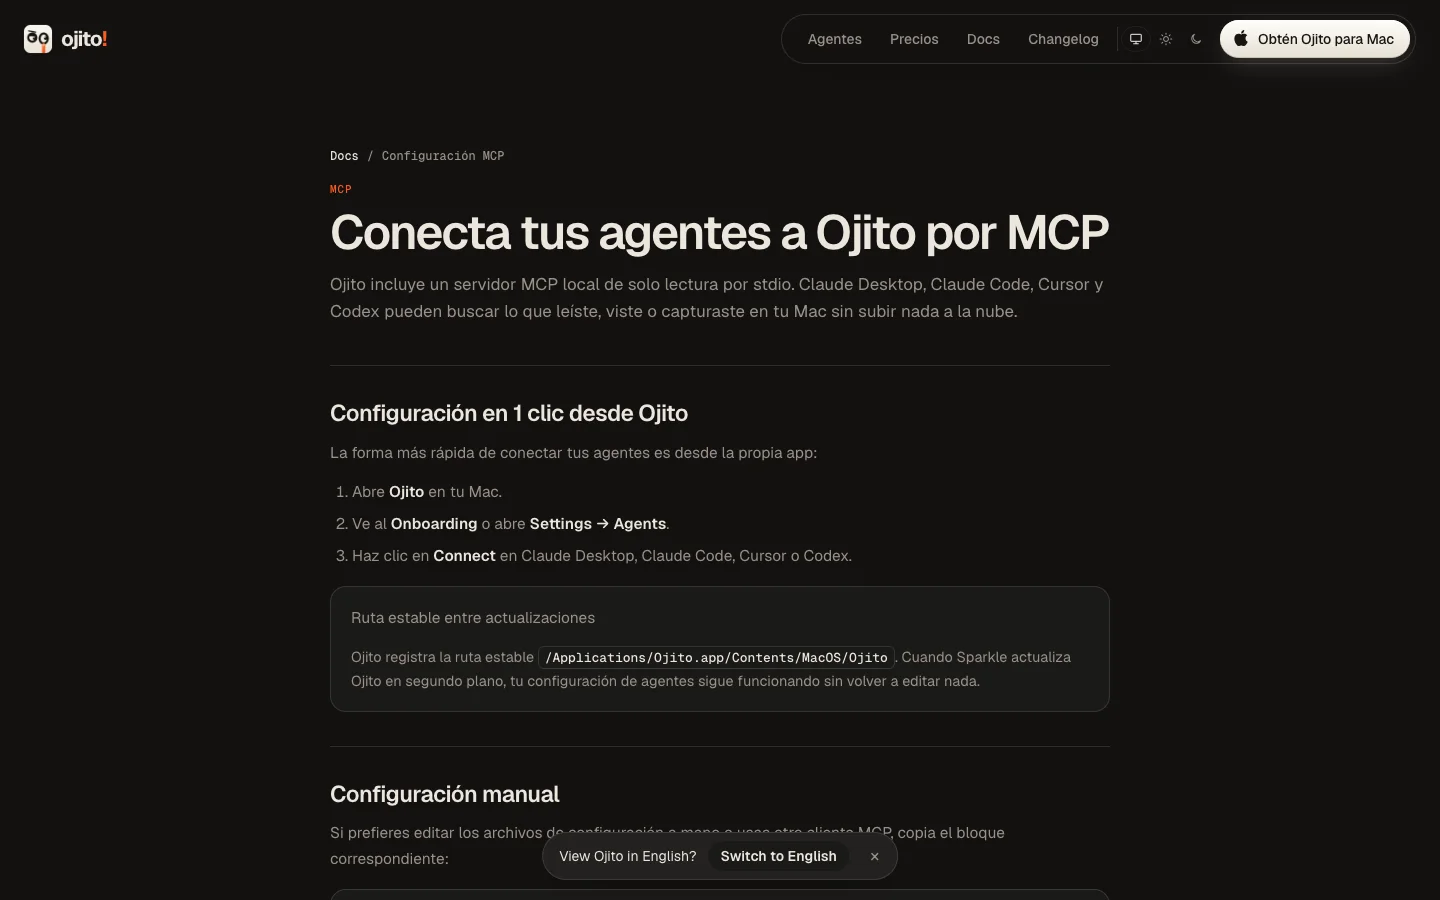 ojito!
Agentes
Precios
Docs
Changelog
Obtén Ojito para Mac
Docs / Configuración MCP
MCP
Conecta tus agentes a Ojito por MCP
Ojito incluye un servidor MCP local de solo lectura por stdio. Claude Desktop, Claude Code, Cursor y
Codex pueden buscar lo que leíste, viste o capturaste en tu Mac sin subir nada a la nube.
Configuración en 1 clic desde Ojito
La forma más rápida de conectar tus agentes es desde la propia app:
1. Abre Ojito en tu Mac.
2. Ve al Onboarding o abre Settings → Agents.
3. Haz clic en Connect en Claude Desktop, Claude Code, Cursor o Codex.
Ruta estable entre actualizaciones
Ojito registra la ruta estable /Applications/Ojito.app/Contents/MacOS/Ojito. Cuando Sparkle actualiza
Ojito en segundo plano, tu configuración de agentes sigue funcionando sin volver a editar nada.
Configuración manual
Si prefieres editar los archivos de configuración a mano o usas otro cliente MCP, copia el bloque
correspondiente:
View Ojito in English? Switch to English ×